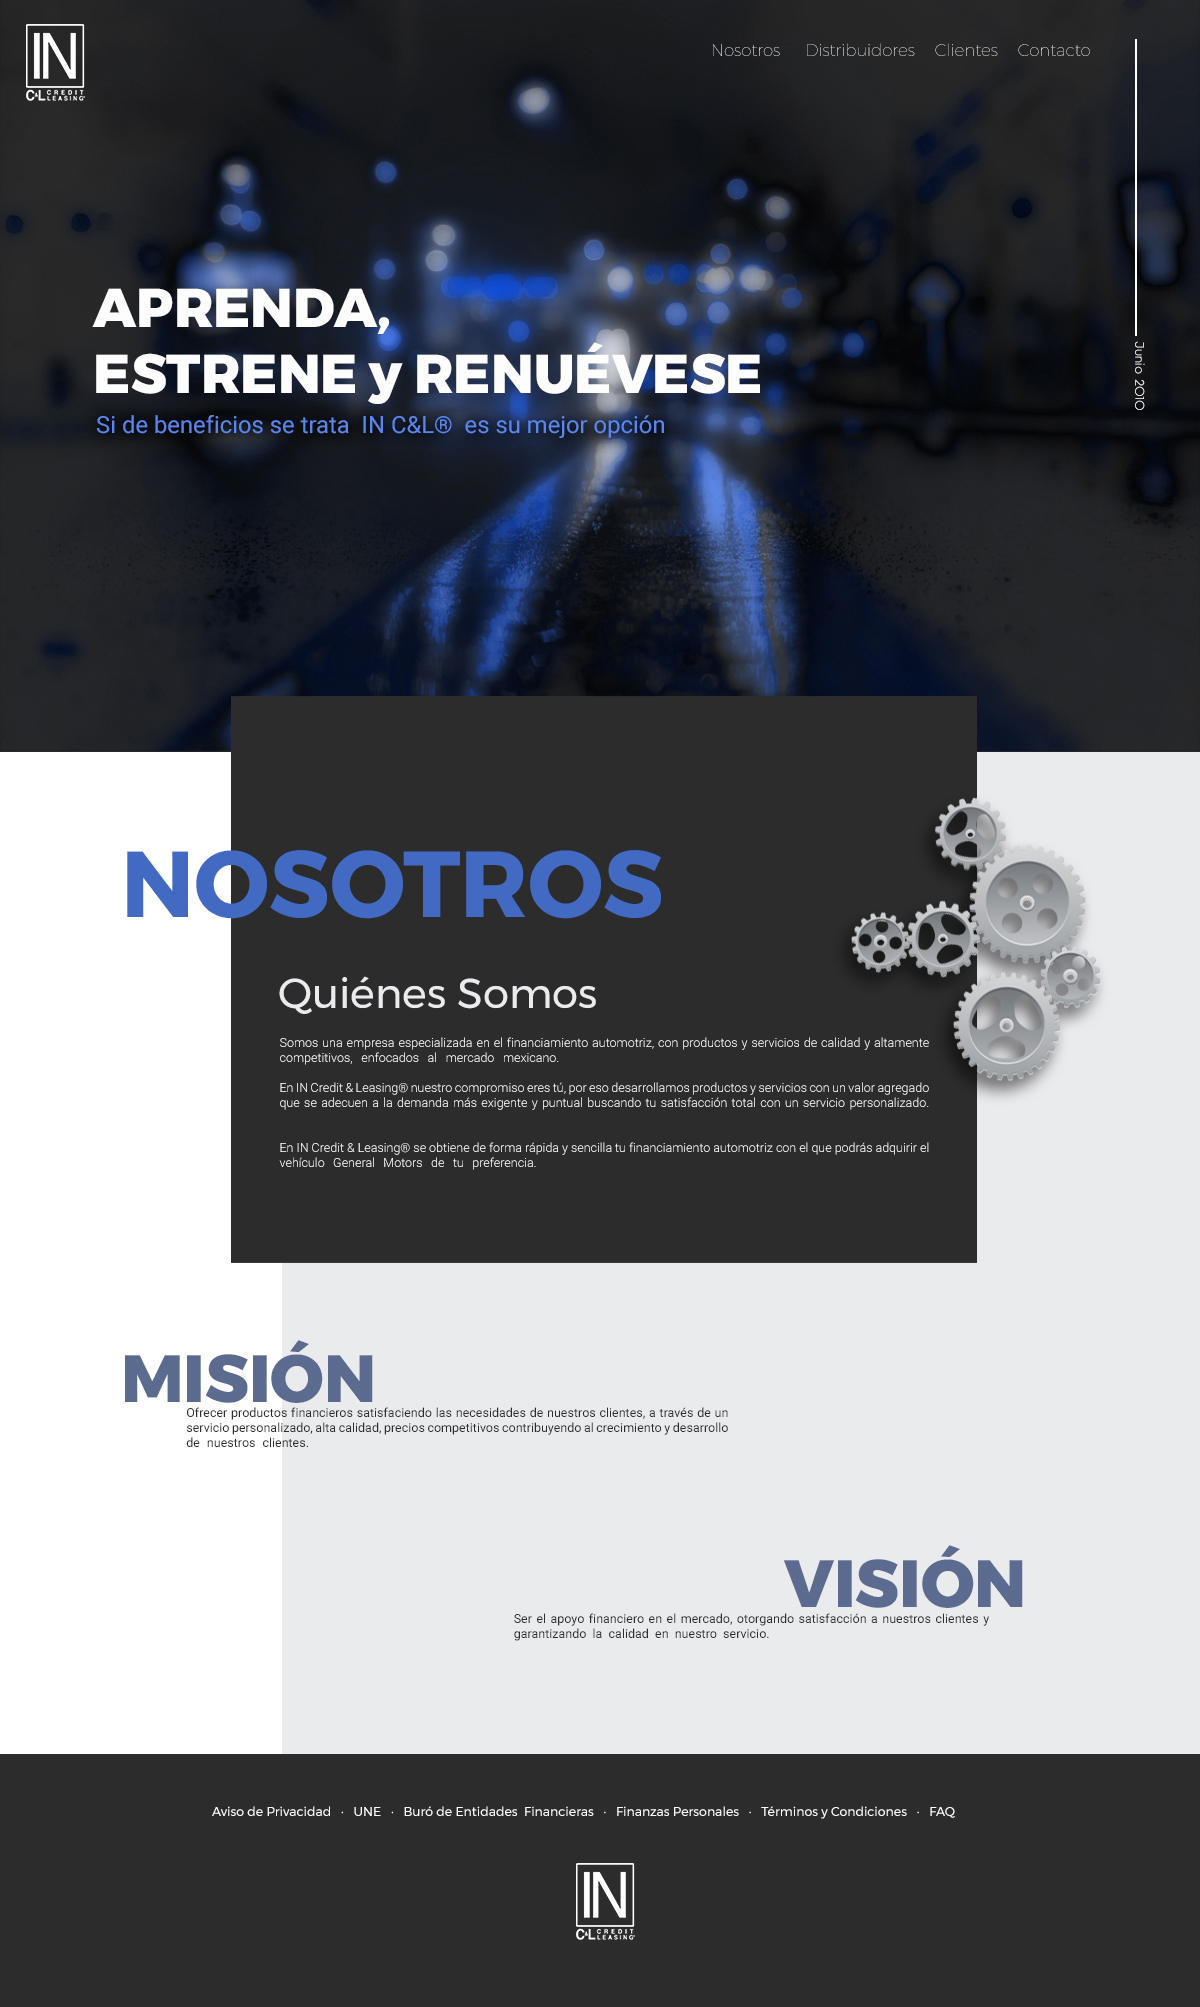 IN
C&L CREDIT
LEASING®
Nosotros Distribuidores Clientes Contacto
Junio 2010
APRENDA,
ESTRENE y RENUÉVESE
Si de beneficios se trata IN C&L® es su mejor opción
NOSOTROS
Quiénes Somos
Somos una empresa especializada en el financiamiento automotriz, con productos y servicios de calidad y altamente
competitivos, enfocados al mercado mexicano.
En IN Credit & Leasing® nuestro compromiso eres tú, por eso desarrollamos productos y servicios con un valor agregado
que se adecuen a la demanda más exigente y puntual buscando tu satisfacción total con un servicio personalizado.
En IN Credit & Leasing® se obtiene de forma rápida y sencilla tu financiamiento automotriz con el que podrás adquirir el
vehículo General Motors de tu preferencia.
MISIÓN
Ofrecer productos financieros satisfaciendo las necesidades de nuestros clientes, a través de un
servicio personalizado, alta calidad, precios competitivos contribuyendo al crecimiento y desarrollo
de nuestros clientes.
VISIÓN
Ser el apoyo financiero en el mercado, otorgando satisfacción a nuestros clientes y
garantizando la calidad en nuestro servicio.
Aviso de Privacidad · UNE · Buró de Entidades Financieras · Finanzas Personales · Términos y Condiciones · FAQ
IN
C&L CREDIT
LEASING®